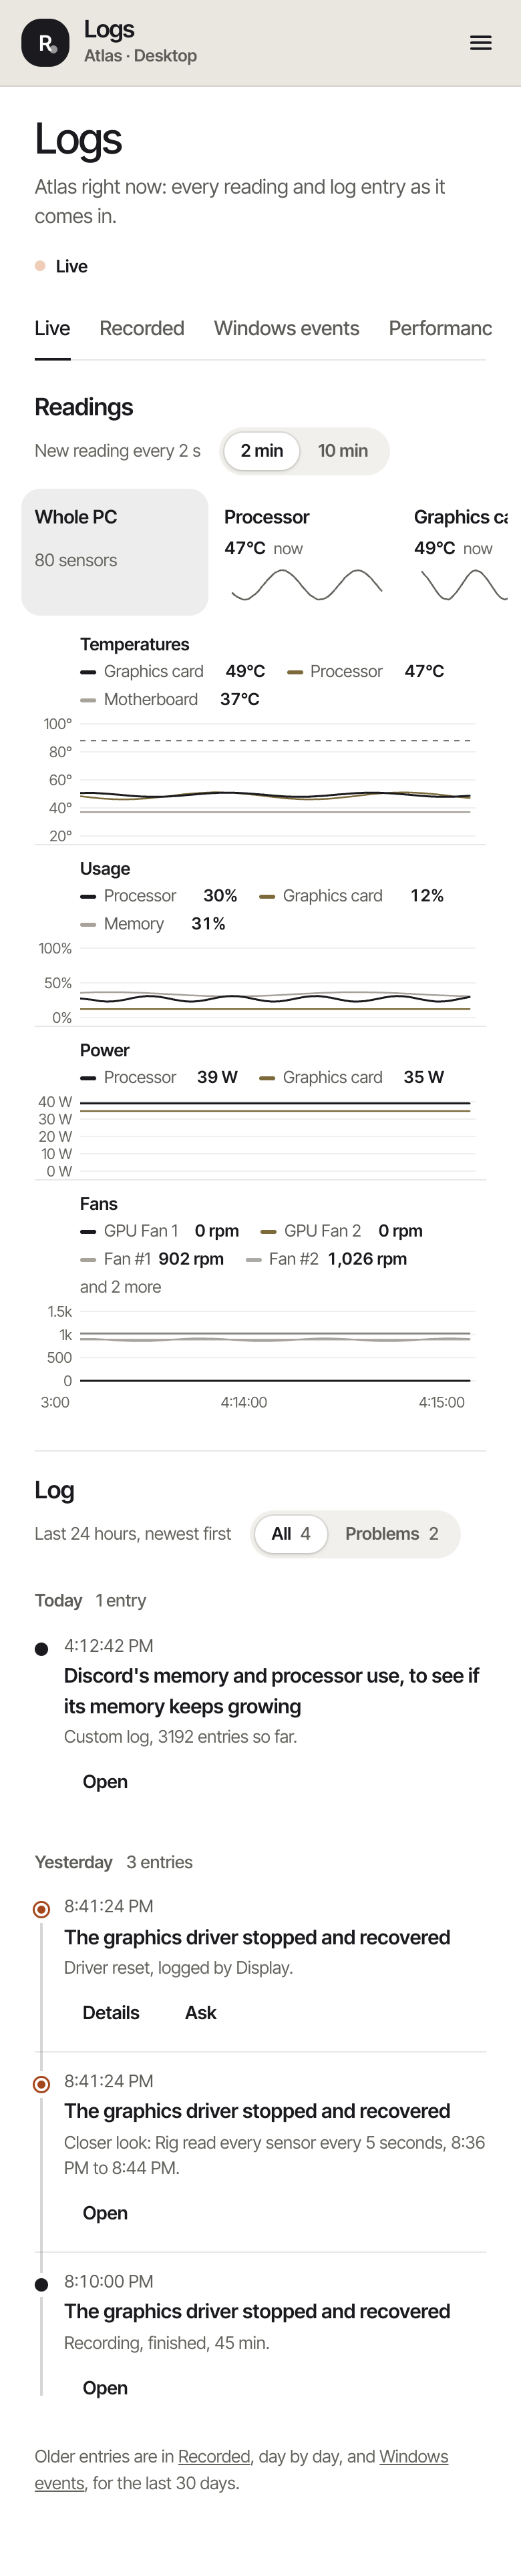 R
Logs
Atlas · Desktop
Logs
Atlas right now: every reading and log entry as it
comes in.
Live
Live Recorded Windows events Performanc
Readings
New reading every 2 s 2 min 10 min
Whole PC
80 sensors
Processor
47°C now
Graphics ca
49°C now
Temperatures
Graphics card 49°C Processor 47°C
Motherboard 37°C
100°
80°
60°
40°
20°
Usage
Processor 30% Graphics card 12%
Memory 31%
100%
50%
0%
Power
Processor 39 W Graphics card 35 W
40 W
30 W
20 W
10 W
0 W
Fans
GPU Fan 1 0 rpm GPU Fan 2 0 rpm
Fan #1 902 rpm Fan #2 1,026 rpm
and 2 more
1.5k
1k
500
0
3:00 4:14:00 4:15:00
Log
Last 24 hours, newest first All 4 Problems 2
Today 1 entry
4:12:42 PM
Discord's memory and processor use, to see if
its memory keeps growing
Custom log, 3192 entries so far.
Open
Yesterday 3 entries
8:41:24 PM
The graphics driver stopped and recovered
Driver reset, logged by Display.
Details Ask
8:41:24 PM
The graphics driver stopped and recovered
Closer look: Rig read every sensor every 5 seconds, 8:36
PM to 8:44 PM.
Open
8:10:00 PM
The graphics driver stopped and recovered
Recording, finished, 45 min.
Open
Older entries are in Recorded, day by day, and Windows
events, for the last 30 days.